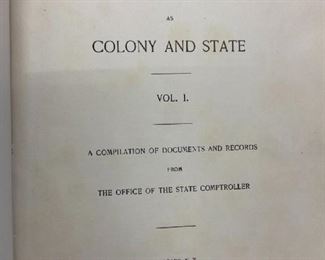 AS
COLONY AND STATE
VOL. I.
A COMPILATION OF DOCUMENTS AND RECORDS
FROM
THE OFFICE OF THE STATE COMPTROLLER